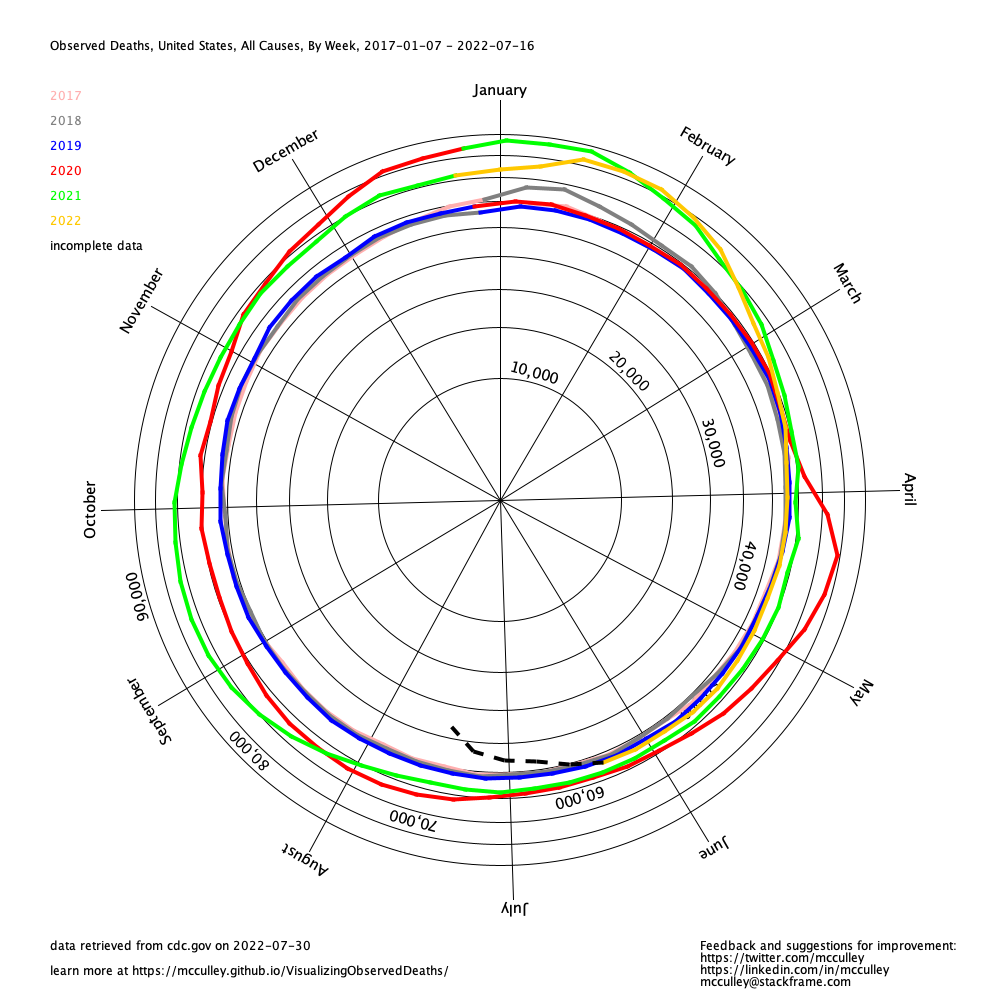 Observed Deaths, United States, All Causes, By Week, 2017-01-07 - 2022-07-16
January
2017
2018
2019
2020
2021
2022
incomplete data
December
February
November
March
10,000
20,000
30,000
October
April
40,000
90,000
September
May
80,000
60,000
70,000
August
June
July
data retrieved from cdc.gov on 2022-07-30
learn more at https://mcculley.github.io/VisualizingObservedDeaths/
Feedback and suggestions for improvement:
https://twitter.com/mcculley
https://linkedin.com/in/mcculley
mcculley@stackframe.com